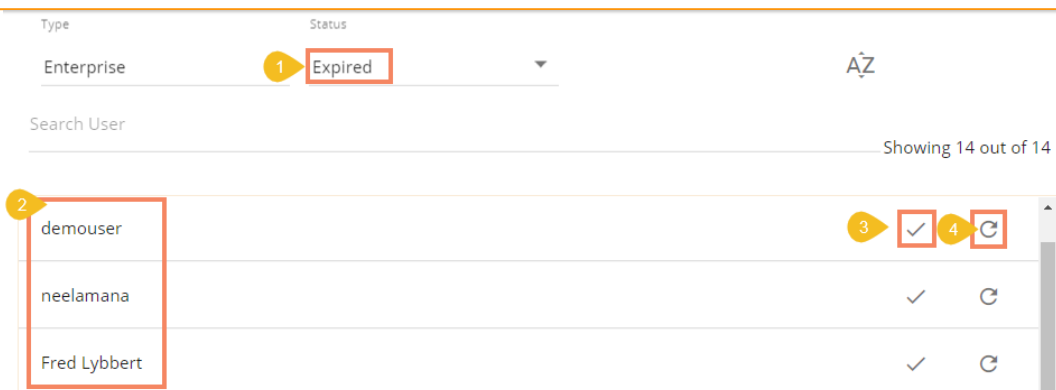 Type Status
Enterprise 1 Expired
AZ
Search User
Showing 14 out of 14
2
demouser 3 4
neelamana
Fred Lybbert